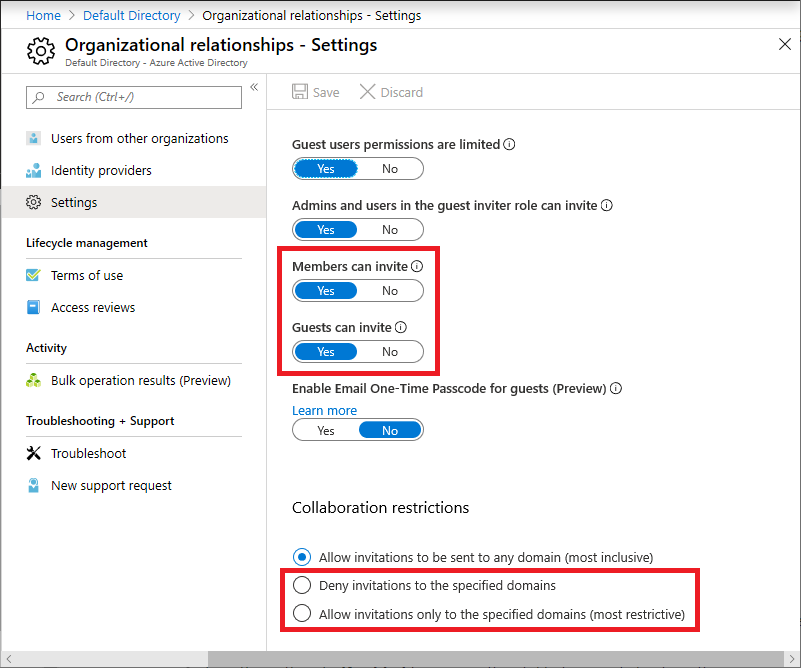 Home > Default Directory > Organizational relationships - Settings
Organizational relationships - Settings
Default Directory - Azure Active Directory
Search (Ctrl+/)
Users from other organizations
Identity providers
Settings
Lifecycle management
Terms of use
Access reviews
Activity
Bulk operation results (Preview)
Troubleshooting + Support
Troubleshoot
New support request
Save Discard
Guest users permissions are limited
Yes No
Admins and users in the guest inviter role can invite
Yes No
Members can invite
Yes No
Guests can invite
Yes No
Enable Email One-Time Passcode for guests (Preview)
Learn more
Yes No
Collaboration restrictions
Allow invitations to be sent to any domain (most inclusive)
Deny invitations to the specified domains
Allow invitations only to the specified domains (most restrictive)